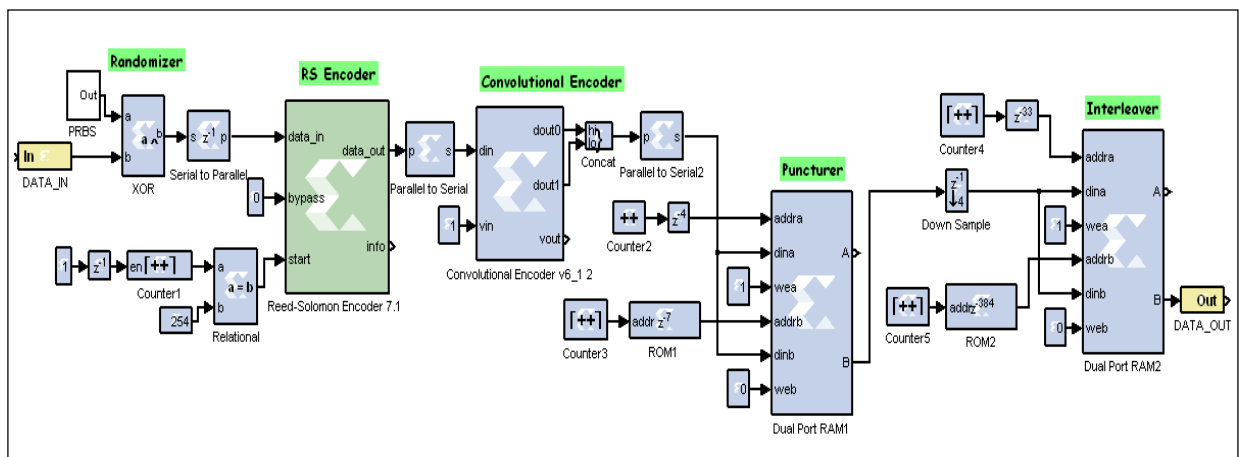 Randomizer
Out
PRBS
a
b
a
^
b
XOR
In
DATA_IN
s z-1 p
Serial to Parallel
RS Encoder
data_in
data_out
bypass
info
start
Reed-Solomon Encoder 7.1
0
1
z-1
en [++]
Counter1
254
a
a = b
b
Relational
p s
Parallel to Serial
Convolutional Encoder
din
dout0
dout1
vin
vout
Convolutional Encoder v6_1 2
1
hi
lo
Concat
p s
Parallel to Serial2
++
Counter2
z-4
[++]
Counter3
addr z-7
ROM1
Puncturer
addra
dina
A
wea
addrb
dinb
B
web
Dual Port RAM1
1
0
z-1
↓4
Down Sample
[++]
Counter4
z-33
[++]
Counter5
addr z-384
ROM2
Interleaver
addra
dina
A
wea
addrb
dinb
B
web
Dual Port RAM2
1
0
Out
DATA_OUT